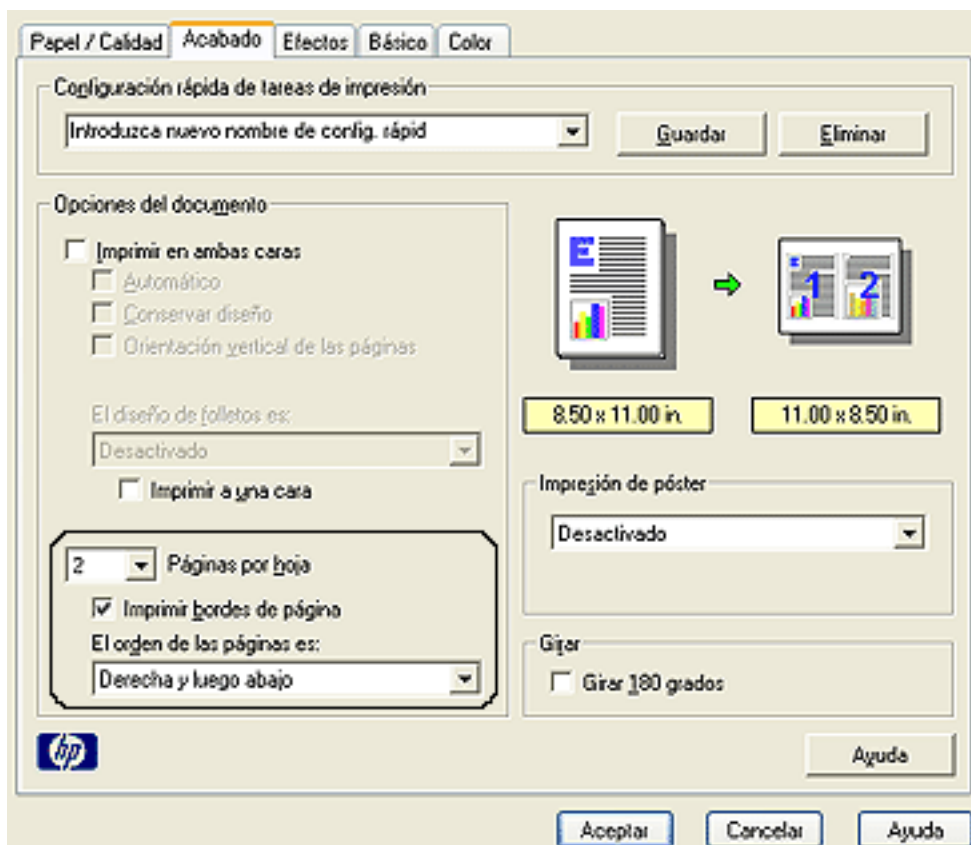 Papel / Calidad Acabado Efectos Básico Color
Configuración rápida de tareas de impresión
Introduzca nuevo nombre de config. rápid Guardar Eliminar
Opciones del documento
Imprimir en ambas caras
Automático
Conservar diseño
Orientación vertical de las páginas
El diseño de folletos es:
Desactivado
Imprimir a una cara
2 Páginas por hoja
Imprimir bordes de página
El orden de las páginas es:
Derecha y luego abajo
E
1 2
8.50 x 11.00 in. 11.00 x 8.50 in.
Impresión de póster
Desactivado
Girar
Girar 180 grados
hp
Ayuda
Aceptar Cancelar Ayuda